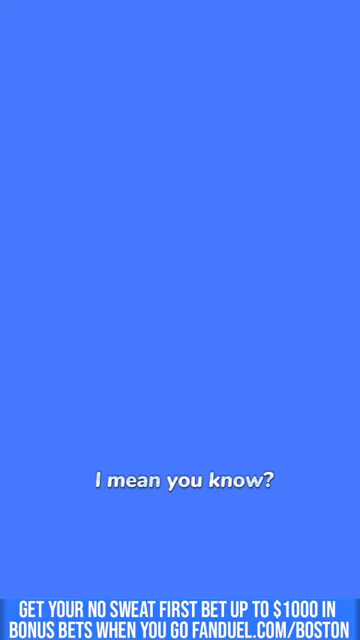 I mean you know?
GET YOUR NO SWEAT FIRST BET UP TO $1000 IN
BONUS BETS WHEN YOU GO FANDUEL.COM/BOSTON